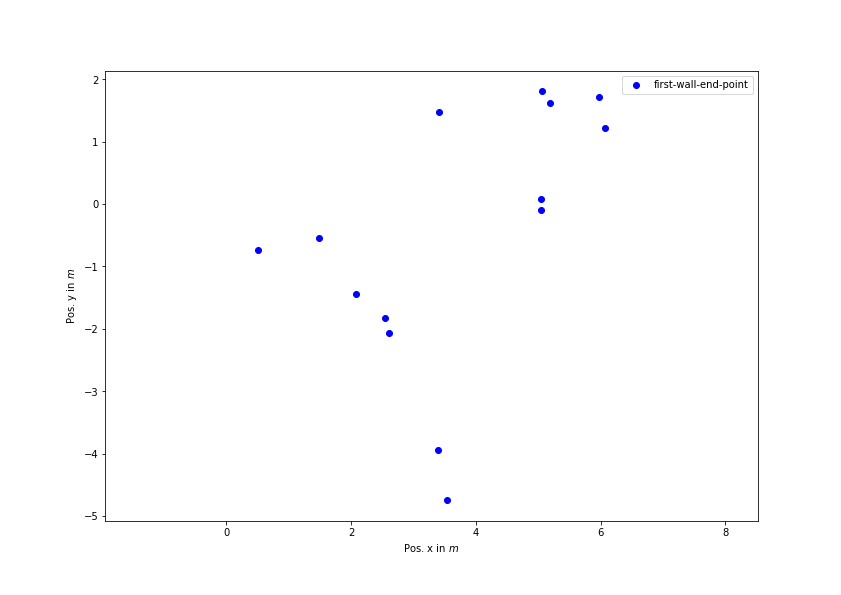 first-wall-end-point
2
1
0
−1
−2
−3
−4
−5
Pos. y in m
0 2 4 6 8
Pos. x in m